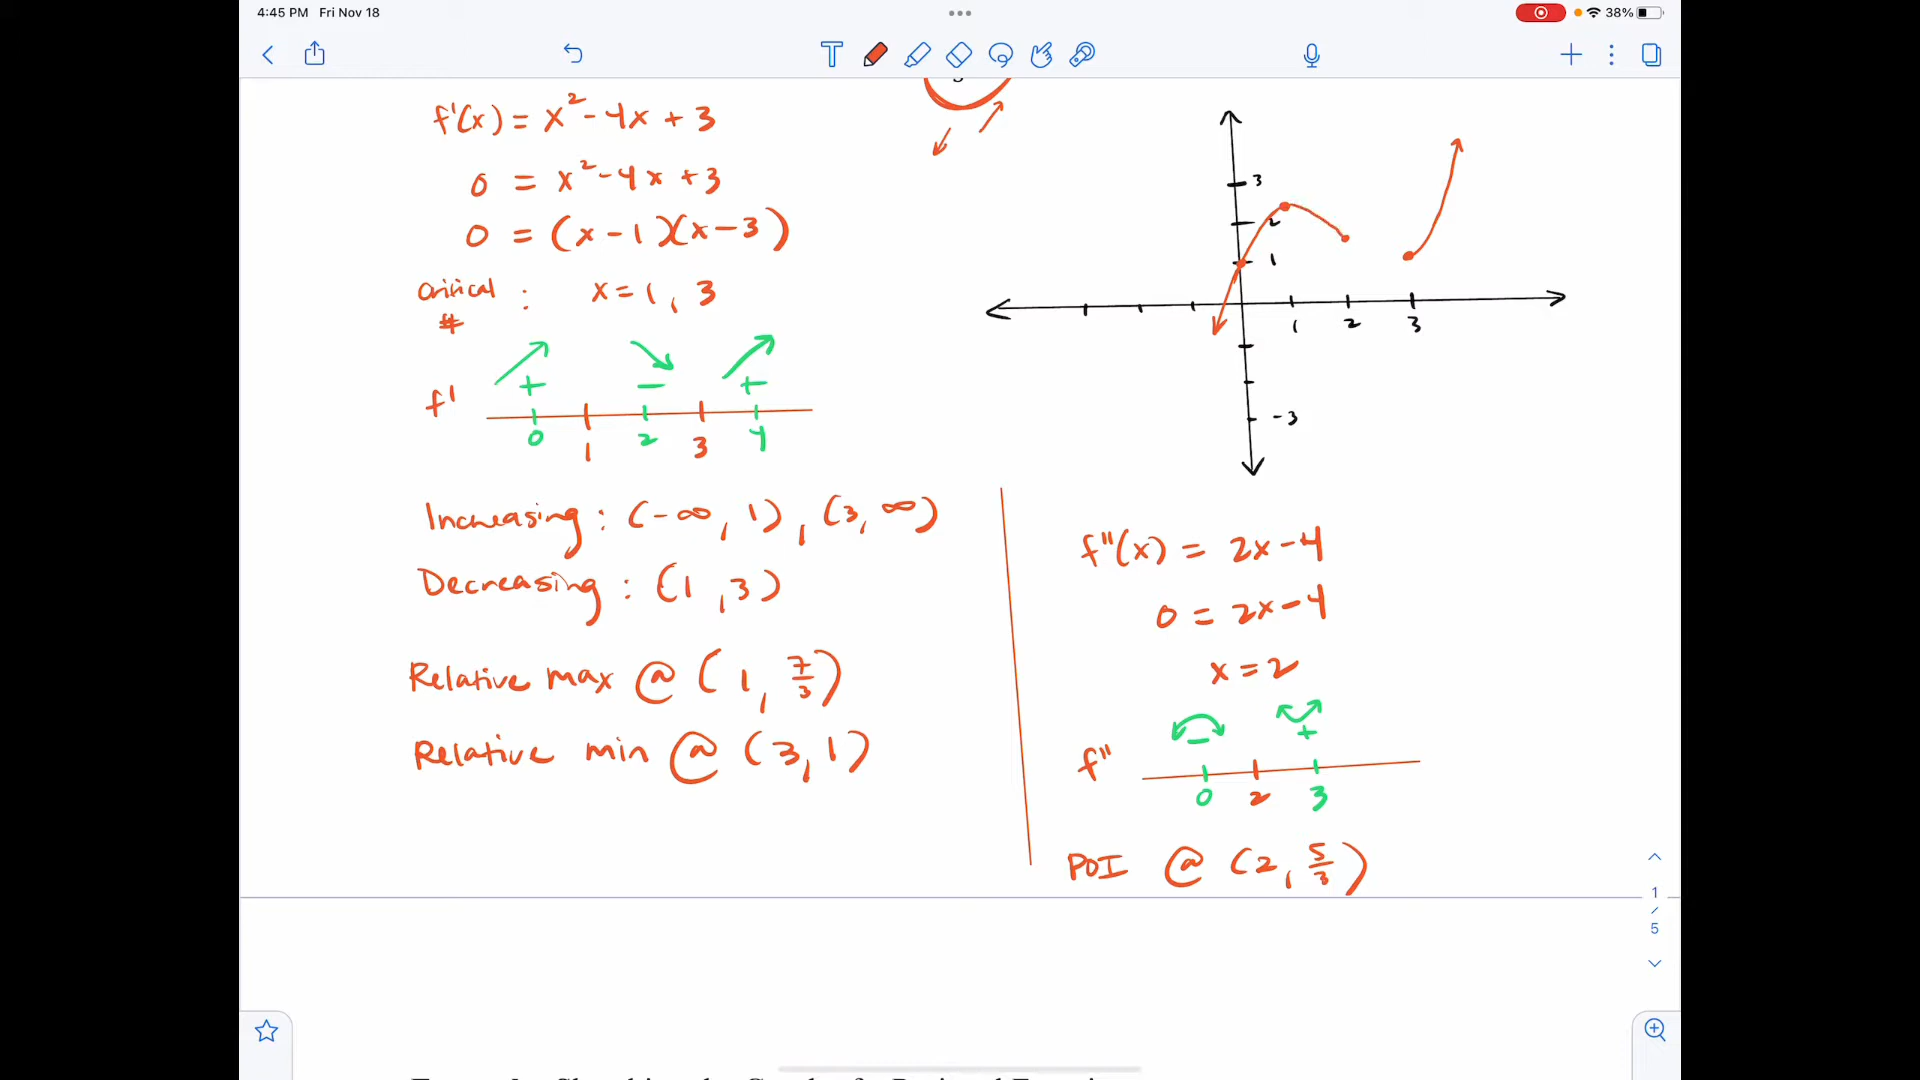 4:45 PM Fri Nov 18
38%
f'(x) = x² - 4x + 3
0 = x² - 4x + 3
0 = (x - 1)(x - 3)
Critical # : x = 1, 3
+ - +
f'
0 1 2 3 4
Increasing : (-∞, 1), (3, ∞)
Decreasing : (1, 3)
Relative max @ (1, 7/3)
Relative min @ (3, 1)
3
2
1
1 2 3
-3
f''(x) = 2x - 4
0 = 2x - 4
x = 2
- +
f''
0 2 3
POI @ (2, 5/3)
1
/
5